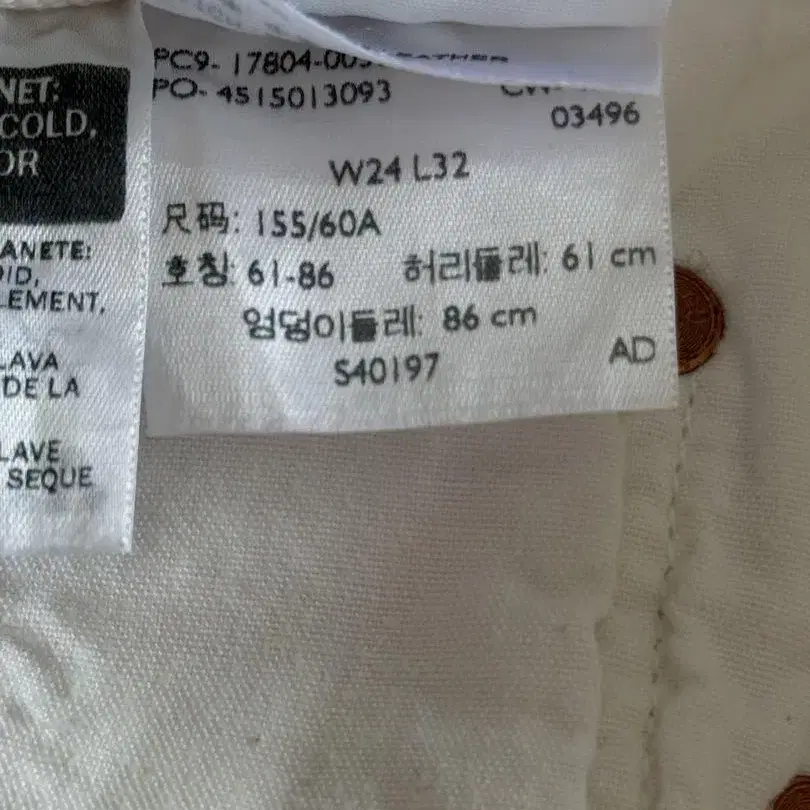 NET:
COLD,
OR
ANETE:
OID,
LEMENT,
LAVA
DE LA
LAVE
SEQUE
PC9- 17804-00
PO- 4515013093
03496
W24 L32
尺码: 155/60A
호칭: 61-86 허리둘레: 61 cm
엉덩이둘레: 86 cm
S40197 AD